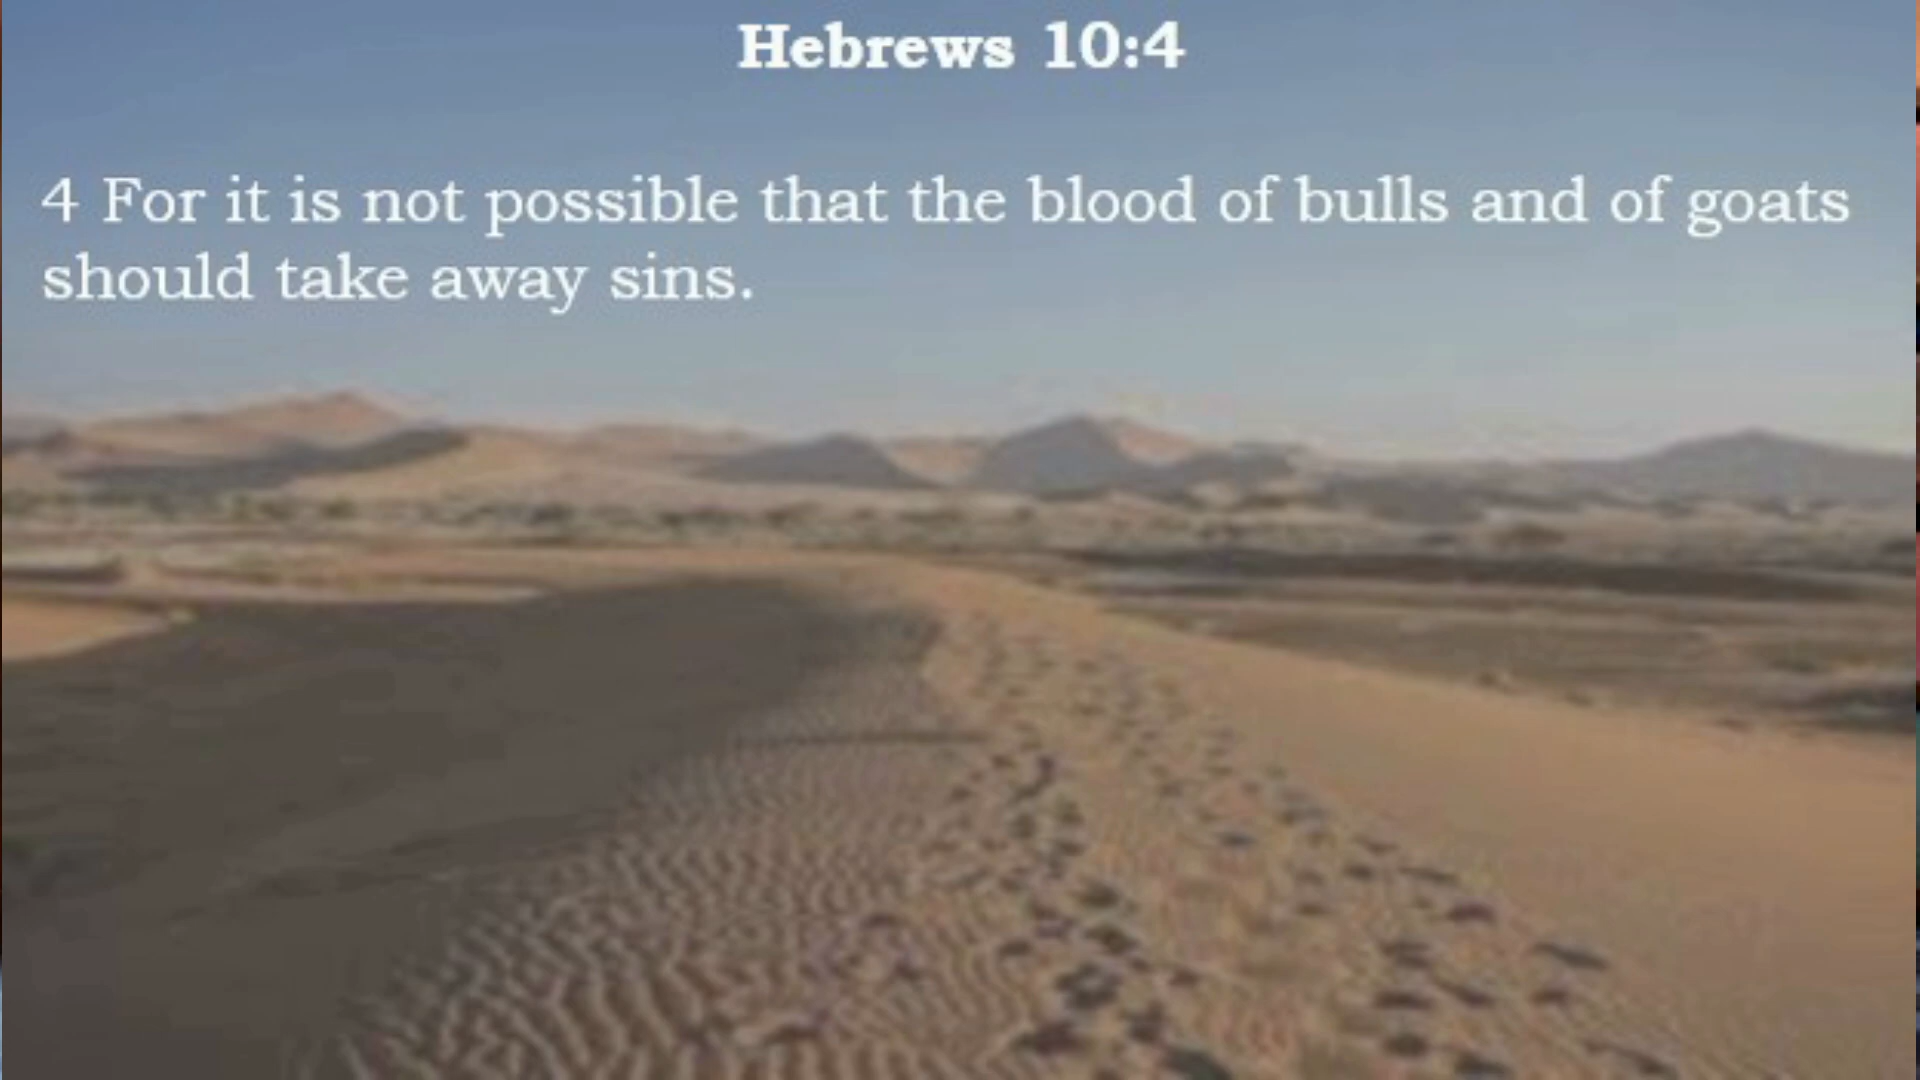 Hebrews 10:4
4 For it is not possible that the blood of bulls and of goats
should take away sins.